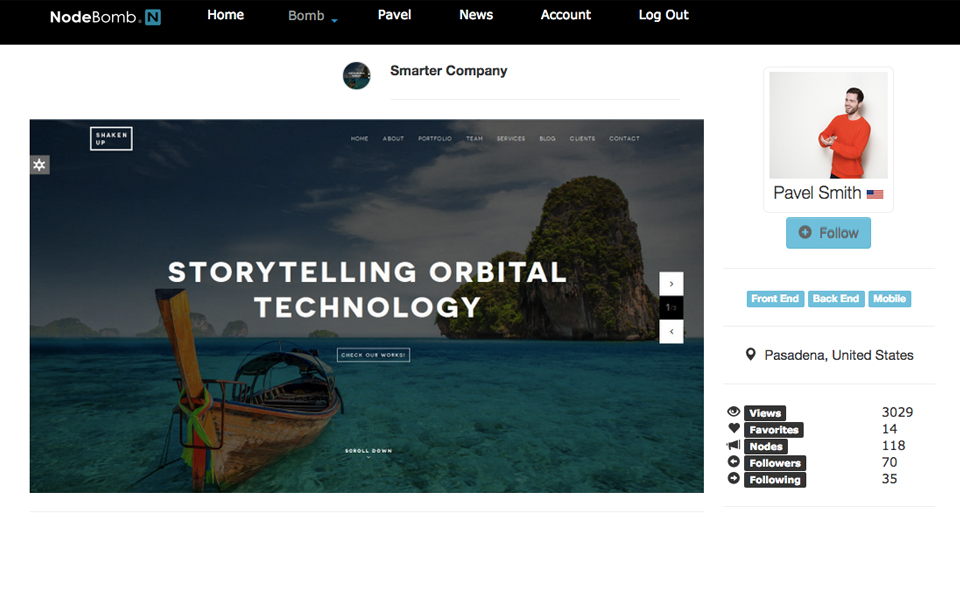 NodeBomb. N
Home Bomb Pavel News Account Log Out
Smarter Company
SHAKEN
UP
HOME ABOUT PORTFOLIO TEAM SERVICES BLOG CLIENTS CONTACT
STORYTELLING ORBITAL
TECHNOLOGY
1/3
CHECK OUR WORKS!
SCROLL DOWN
Pavel Smith
Follow
Front End Back End Mobile
Pasadena, United States
Views 3029
Favorites 14
Nodes 118
Followers 70
Following 35